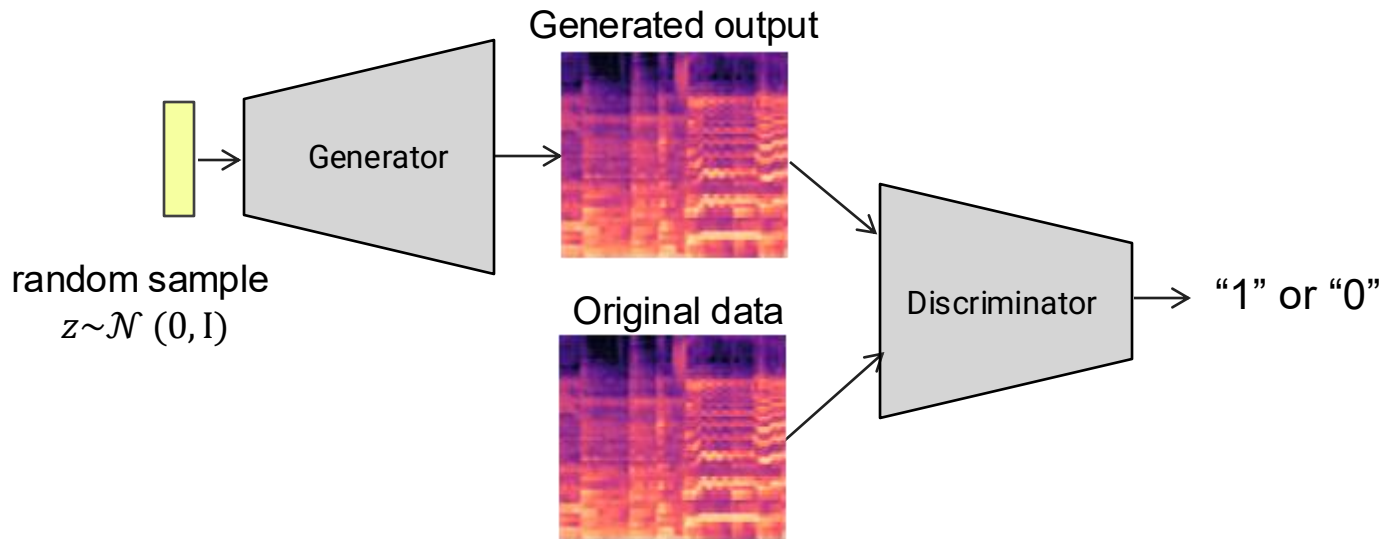 Generated output
Generator
random sample
z~𝒩 (0, I)
Original data
Discriminator
“1” or “0”